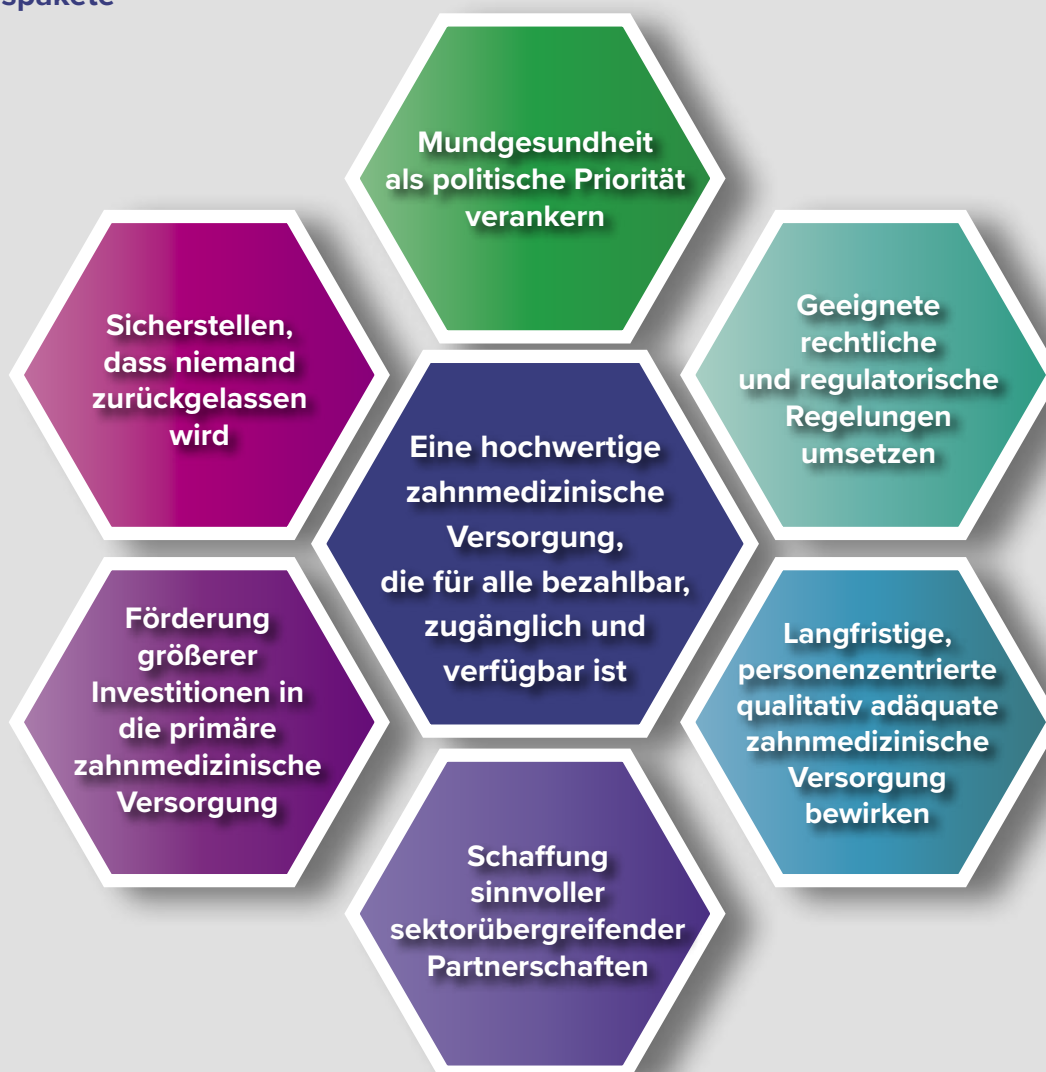 spakete
Mundgesundheit
als politische Priorität
verankern
Sicherstellen,
dass niemand
zurückgelassen
wird
Geeignete
rechtliche
und regulatorische
Regelungen
umsetzen
Eine hochwertige
zahnmedizinische
Versorgung,
die für alle bezahlbar,
zugänglich und
verfügbar ist
Förderung
größerer
Investitionen in
die primäre
zahnmedizinische
Versorgung
Langfristige,
personenzentrierte
qualitativ adäquate
zahnmedizinische
Versorgung
bewirken
Schaffung
sinnvoller
sektorübergreifender
Partnerschaften